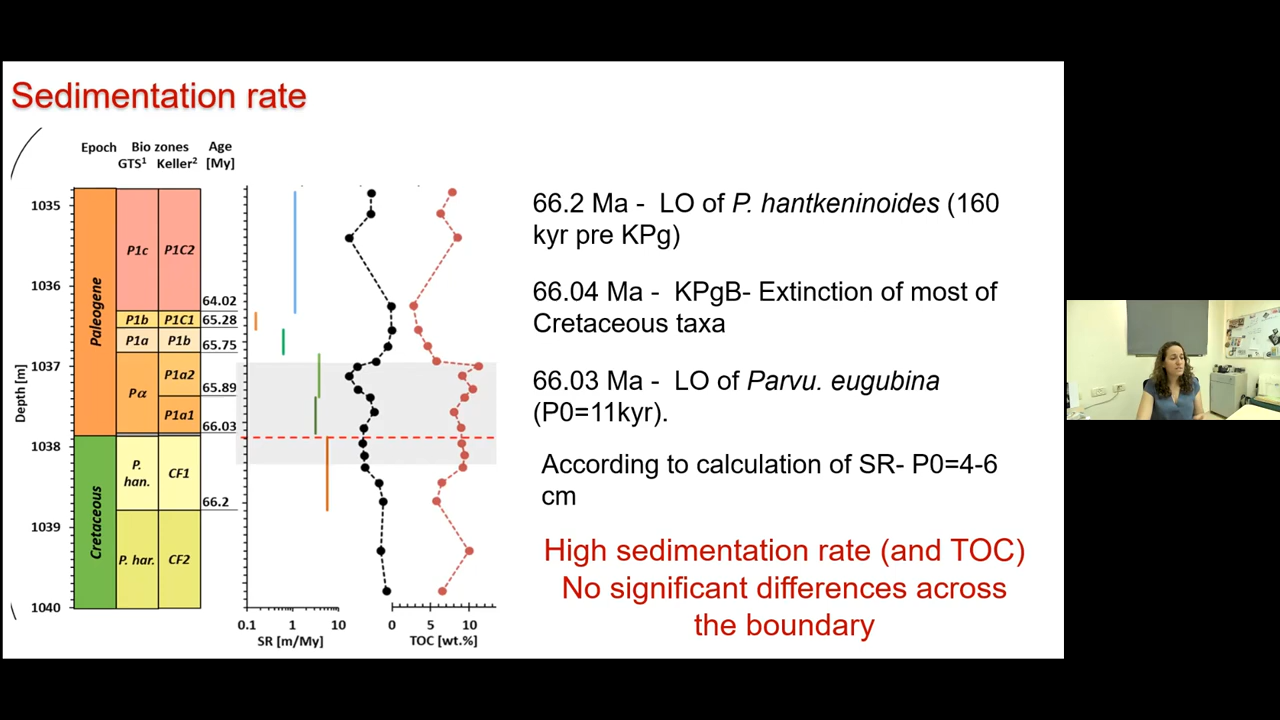 Sedimentation rate
Epoch
Bio zones
Age
GTS¹ Keller² [My]
Depth [m]
1035
1036
1037
1038
1039
1040
Paleogene
Cretaceous
P1c P1C2
P1b P1C1
P1a P1b
Pα P1a2
P1a1
P. han. CF1
P. har. CF2
64.02
65.28
65.75
65.89
66.03
66.2
0.1 1 10
SR [m/My]
0 5 10
TOC [wt.%]
66.2 Ma - LO of P. hantkeninoides (160
kyr pre KPg)
66.04 Ma - KPgB- Extinction of most of
Cretaceous taxa
66.03 Ma - LO of Parvu. eugubina
(P0=11kyr).
According to calculation of SR- P0=4-6
cm
High sedimentation rate (and TOC)
No significant differences across
the boundary